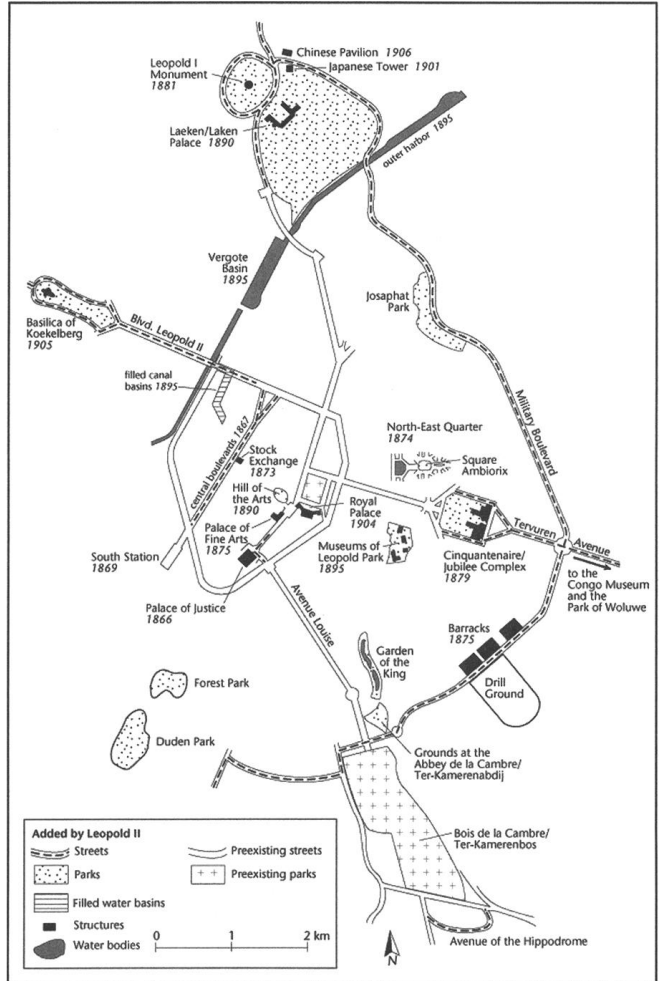 Chinese Pavilion 1906
Japanese Tower 1901
Leopold I
Monument
1881
Laeken/Laken
Palace 1890
outer harbor 1895
Vergote
Basin
1895
Josaphat
Park
Basilica of
Koekelberg
1905
Blvd. Leopold II
filled canal
basins 1895
Military Boulevard
North-East Quarter
1874
Square
Ambiorix
central boulevards 1867
Stock
Exchange
1873
Hill of
the Arts
1890
Royal
Palace
1904
Palace of
Fine Arts
1875
Museums of
Leopold Park
1895
Cinquantenaire/
Jubilee Complex
1879
Tervuren Avenue
to the
Congo Museum
and the
Park of Woluwe
South Station
1869
Palace of Justice
1866
Avenue Louise
Barracks
1875
Garden
of the
King
Drill
Ground
Forest Park
Duden Park
Grounds at the
Abbey de la Cambre/
Ter-Kamerenabdij
Bois de la Cambre/
Ter-Kamerenbos
Avenue of the Hippodrome
Added by Leopold II
Streets
Preexisting streets
Parks
Preexisting parks
Filled water basins
Structures
Water bodies
0 1 2 km
N